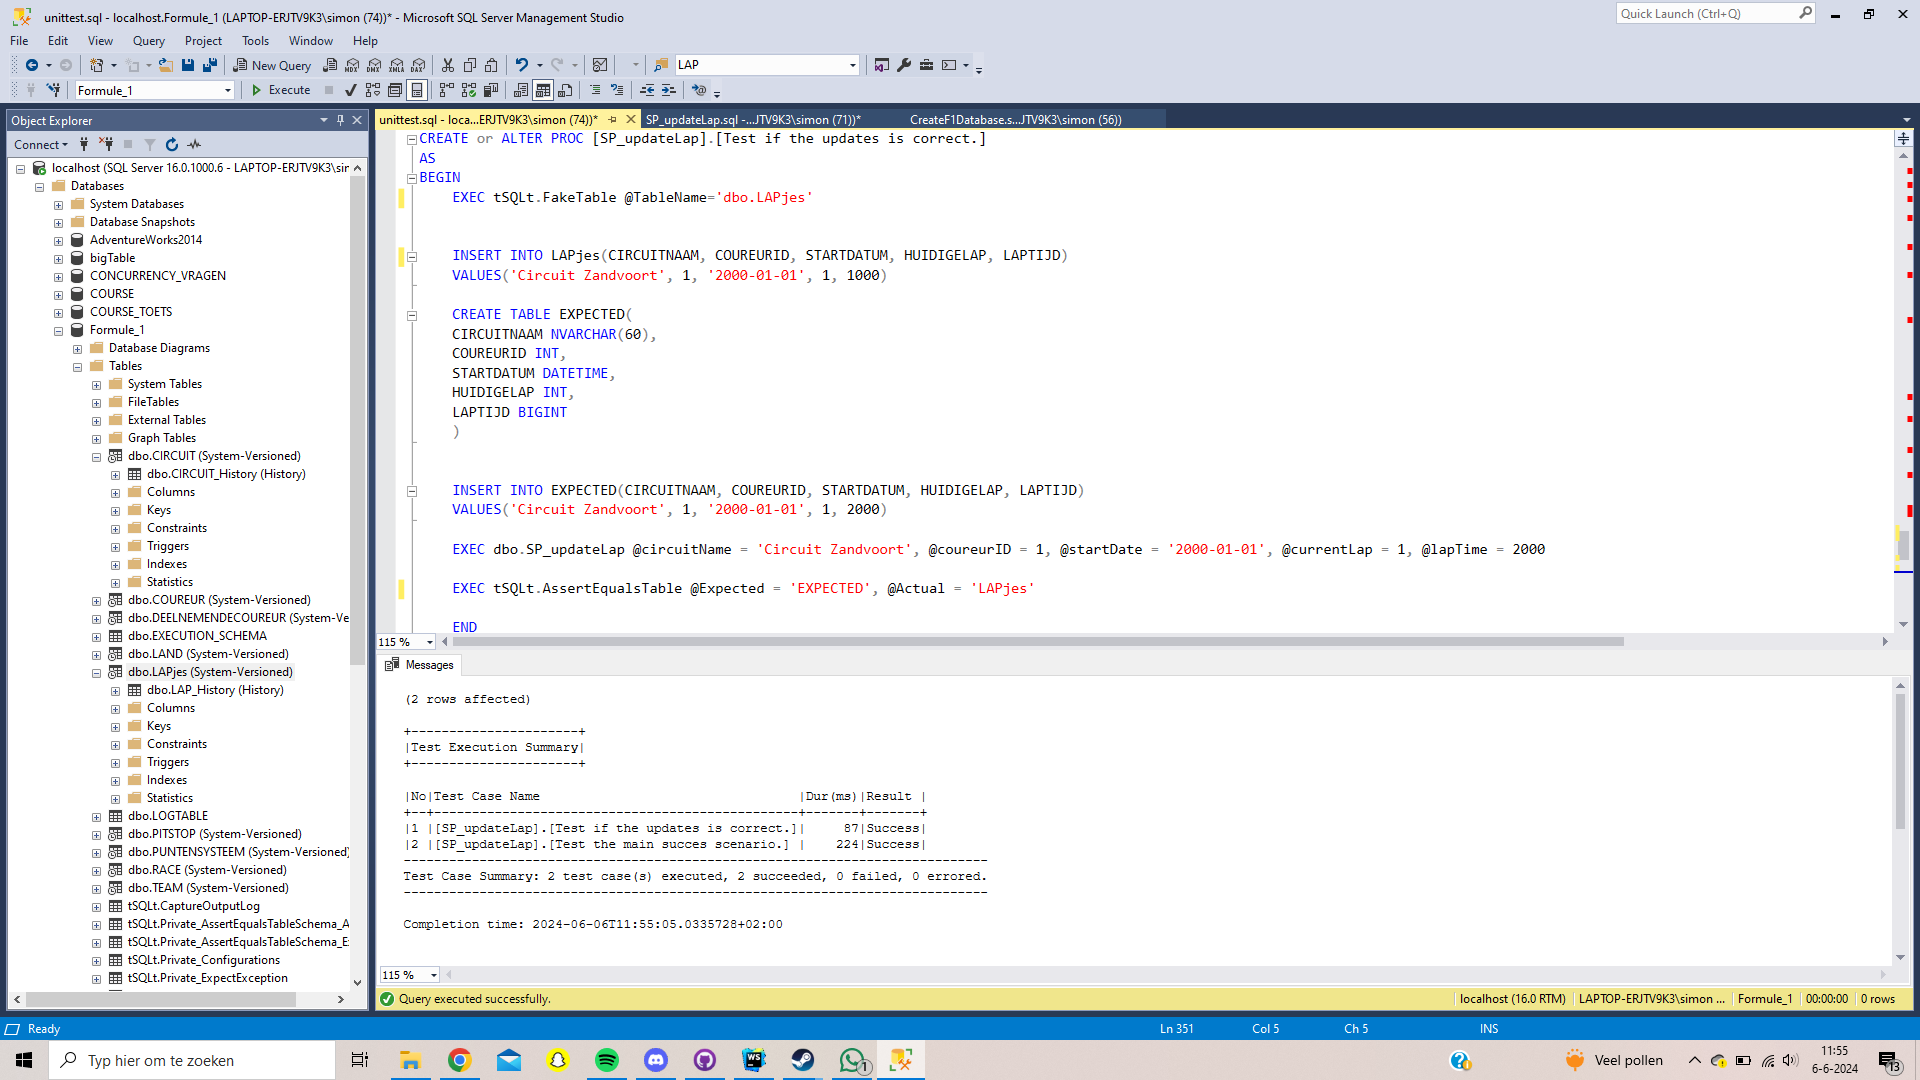 unittest.sql - localhost.Formule_1 (LAPTOP-ERJTV9K3\simon (74))* - Microsoft SQL Server Management Studio
Quick Launch (Ctrl+Q)
File Edit View Query Project Tools Window Help
New Query
LAP
Formule_1
Execute
Object Explorer
Connect
localhost (SQL Server 16.0.1000.6 - LAPTOP-ERJTV9K3\sir
Databases
System Databases
Database Snapshots
AdventureWorks2014
bigTable
CONCURRENCY_VRAGEN
COURSE
COURSE_TOETS
Formule_1
Database Diagrams
Tables
System Tables
FileTables
External Tables
Graph Tables
dbo.CIRCUIT (System-Versioned)
dbo.CIRCUIT_History (History)
Columns
Keys
Constraints
Triggers
Indexes
Statistics
dbo.COUREUR (System-Versioned)
dbo.DEELNEMENDECOUREUR (System-Ve
dbo.EXECUTION_SCHEMA
dbo.LAND (System-Versioned)
dbo.LAPjes (System-Versioned)
dbo.LAP_History (History)
Columns
Keys
Constraints
Triggers
Indexes
Statistics
dbo.LOGTABLE
dbo.PITSTOP (System-Versioned)
dbo.PUNTENSYSTEEM (System-Versioned)
dbo.RACE (System-Versioned)
dbo.TEAM (System-Versioned)
tSQLt.CaptureOutputLog
tSQLt.Private_AssertEqualsTableSchema_A
tSQLt.Private_AssertEqualsTableSchema_E
tSQLt.Private_Configurations
tSQLt.Private_ExpectException
unittest.sql - loca...ERJTV9K3\simon (74))*
SP_updateLap.sql -...JTV9K3\simon (71))*
CreateF1Database.s...JTV9K3\simon (56))
CREATE or ALTER PROC [SP_updateLap].[Test if the updates is correct.]
AS
BEGIN
EXEC tSQLt.FakeTable @TableName='dbo.LAPjes'
INSERT INTO LAPjes(CIRCUITNAAM, COUREURID, STARTDATUM, HUIDIGELAP, LAPTIJD)
VALUES('Circuit Zandvoort', 1, '2000-01-01', 1, 1000)
CREATE TABLE EXPECTED(
CIRCUITNAAM NVARCHAR(60),
COUREURID INT,
STARTDATUM DATETIME,
HUIDIGELAP INT,
LAPTIJD BIGINT
)
INSERT INTO EXPECTED(CIRCUITNAAM, COUREURID, STARTDATUM, HUIDIGELAP, LAPTIJD)
VALUES('Circuit Zandvoort', 1, '2000-01-01', 1, 2000)
EXEC dbo.SP_updateLap @circuitName = 'Circuit Zandvoort', @coureurID = 1, @startDate = '2000-01-01', @currentLap = 1, @lapTime = 2000
EXEC tSQLt.AssertEqualsTable @Expected = 'EXPECTED', @Actual = 'LAPjes'
END
115 %
Messages
(2 rows affected)
+----------------------+
|Test Execution Summary|
+----------------------+
|No|Test Case Name |Dur(ms)|Result |
+--+------------------------------------------------+-------+-------+
|1 |[SP_updateLap].[Test if the updates is correct.]| 87|Success|
|2 |[SP_updateLap].[Test the main succes scenario.] | 224|Success|
-----------------------------------------------------------------------------
Test Case Summary: 2 test case(s) executed, 2 succeeded, 0 failed, 0 errored.
-----------------------------------------------------------------------------
Completion time: 2024-06-06T11:55:05.0335728+02:00
115 %
Query executed successfully.
localhost (16.0 RTM)
LAPTOP-ERJTV9K3\simon ...
Formule_1
00:00:00
0 rows
Ready
Ln 351
Col 5
Ch 5
INS
Typ hier om te zoeken
WS
1
Veel pollen
11:55
6-6-2024
13